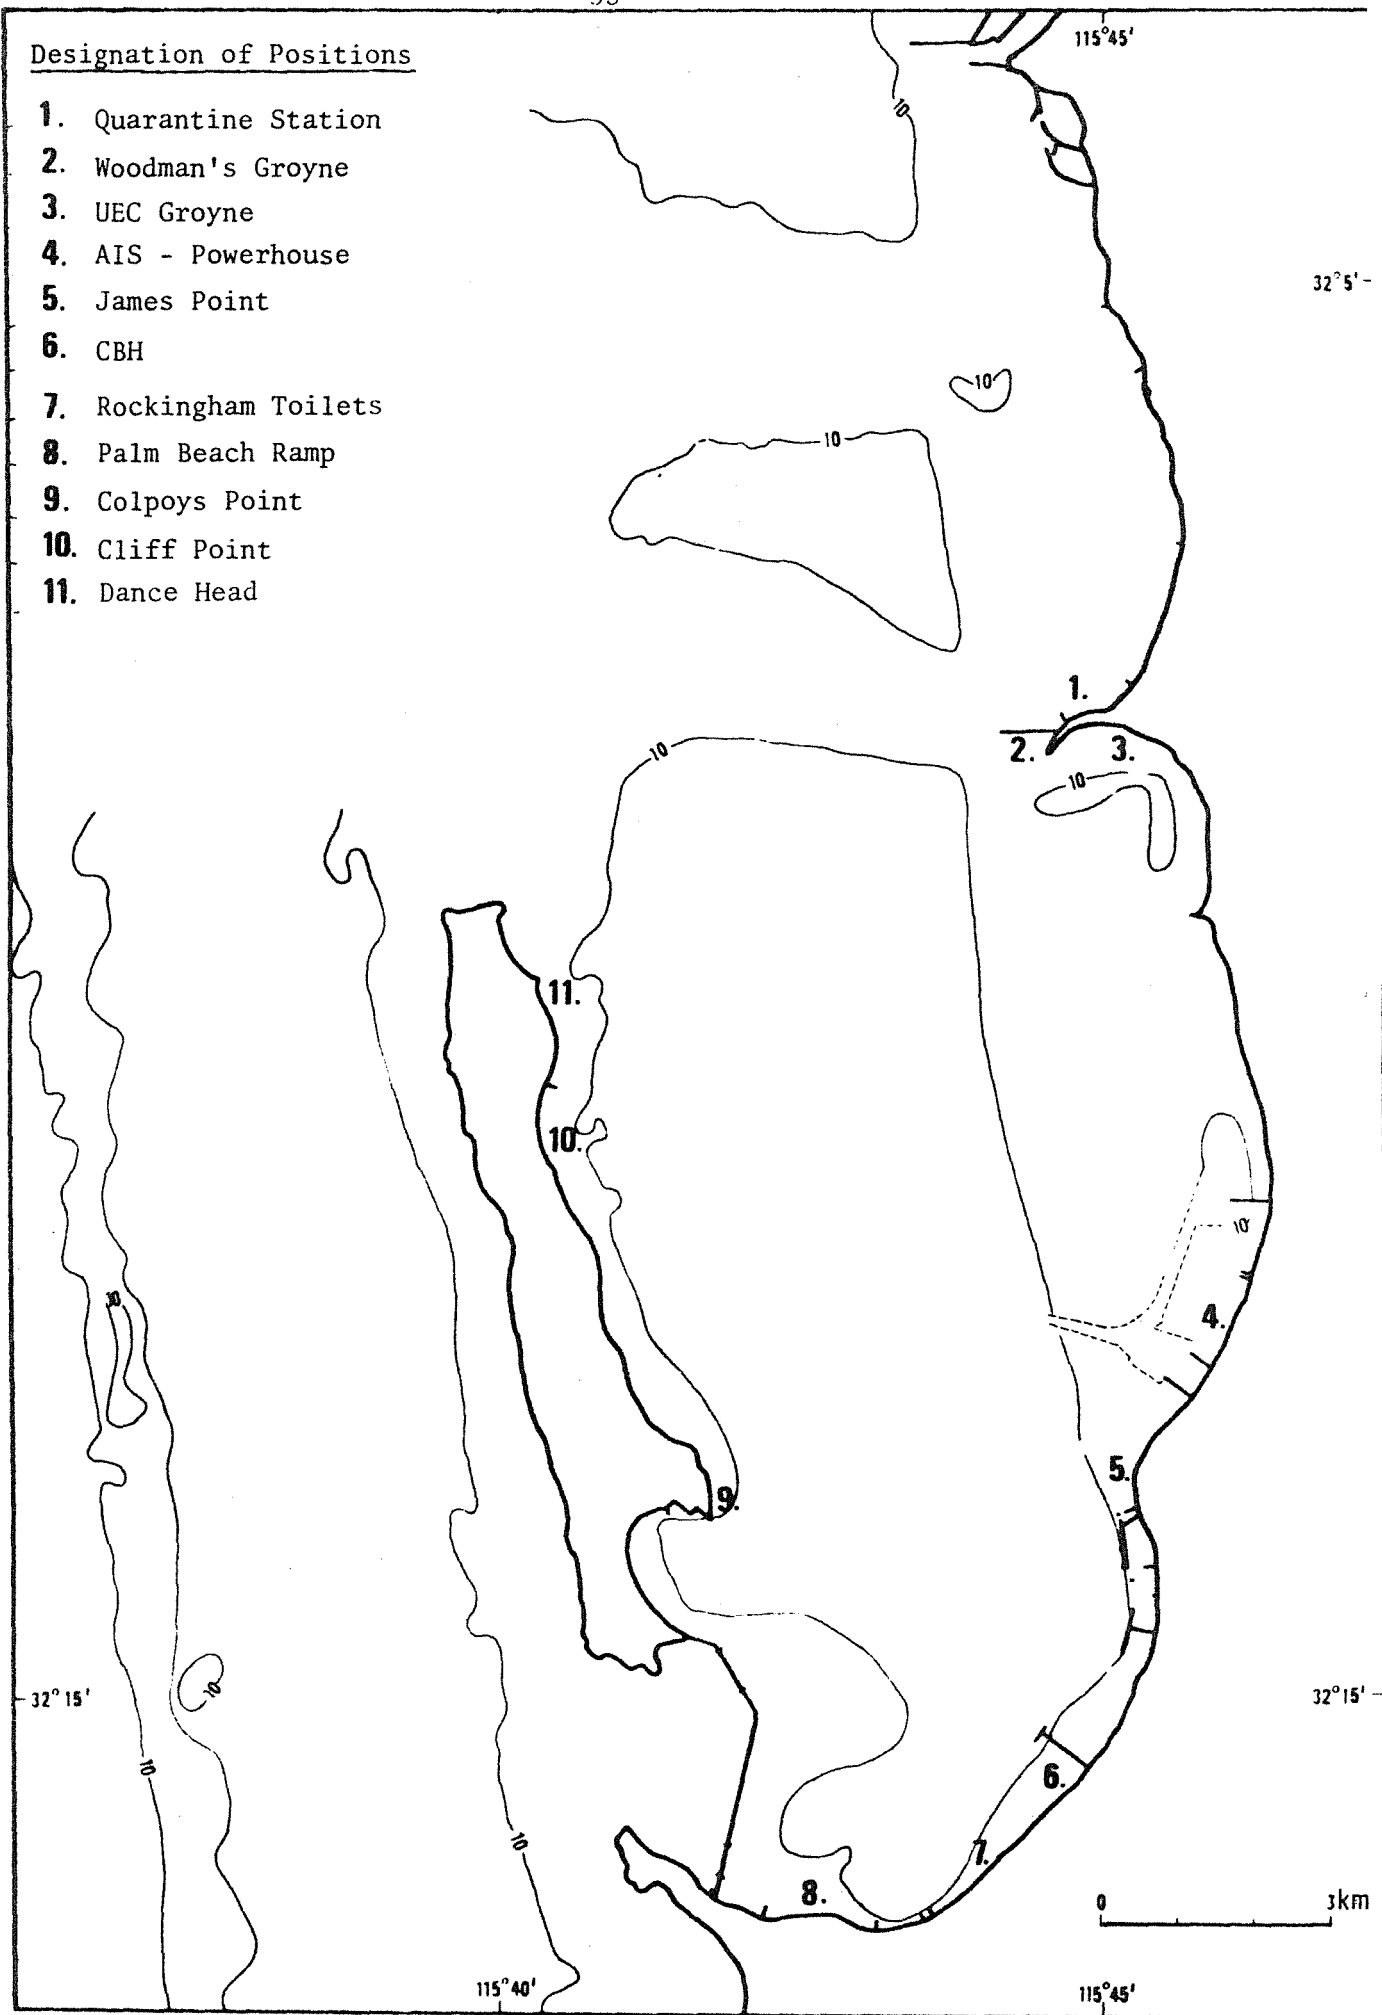 Designation of Positions
1. Quarantine Station
2. Woodman's Groyne
3. UEC Groyne
4. AIS - Powerhouse
5. James Point
6. CBH
7. Rockingham Toilets
8. Palm Beach Ramp
9. Colpoys Point
10. Cliff Point
11. Dance Head
115°45'
10
32°5'
10
10
1.
2.
3.
10
10
11.
10.
10
4.
5.
9.
32°15'
32°15'
10
10
6.
7.
10
8.
0 3km
115°40'
115°45'